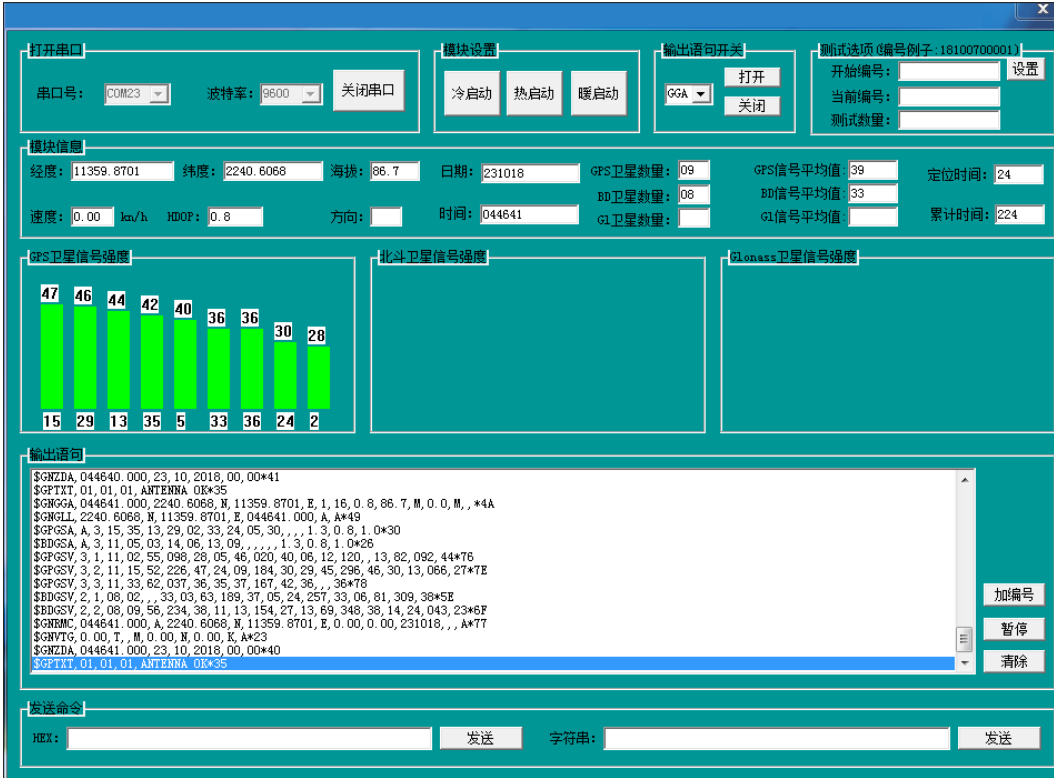 x
打开串口
串口号: COM23
波特率: 9600
关闭串口
模块设置
冷启动
热启动
暖启动
输出语句开关
GGA
打开
关闭
测试选项(编号例子:18100700001)
开始编号:
设置
当前编号:
测试数量:
模块信息
经度: 11359.8701 纬度: 2240.6068 海拔: 86.7 日期: 231018 GPS卫星数量: 09 GPS信号平均值: 39 定位时间: 24
BD卫星数量: 08 BD信号平均值: 33
速度: 0.00 km/h HDOP: 0.8 方向: 时间: 044641 Gl卫星数量: Gl信号平均值: 累计时间: 224
GPS卫星信号强度
47 46 44 42 40 36 36 30 28
15 29 13 35 5 33 36 24 2
北斗卫星信号强度
Glonass卫星信号强度
输出语句
$GNZDA,044640.000,23,10,2018,00,00*41
$GPTXT,01,01,01,ANTENNA OK*35
$GNGGA,044641.000,2240.6068,N,11359.8701,E,1,16,0.8,86.7,M,0.0,M,,*4A
$GNGLL,2240.6068,N,11359.8701,E,044641.000,A,A*49
$GPGSA,A,3,15,35,13,29,02,33,24,05,30,,,,1.3,0.8,1.0*30
$BDGSA,A,3,11,05,03,14,06,13,09,,,,,,1.3,0.8,1.0*26
$GPGSV,3,1,11,02,55,098,28,05,46,020,40,06,12,120,,13,82,092,44*76
$GPGSV,3,2,11,15,52,226,47,24,09,184,30,29,45,296,46,30,13,066,27*7E
$GPGSV,3,3,11,33,62,037,36,35,37,167,42,36,,,36*78
$BDGSV,2,1,08,02,,,33,03,63,189,37,05,24,257,33,06,81,309,38*5E
$BDGSV,2,2,08,09,56,234,38,11,13,154,27,13,69,348,38,14,24,043,23*6F
$GNRMC,044641.000,A,2240.6068,N,11359.8701,E,0.00,0.00,231018,,,A*77
$GNVTG,0.00,T,,M,0.00,N,0.00,K,A*23
$GNZDA,044641.000,23,10,2018,00,00*40
$GPTXT,01,01,01,ANTENNA OK*35
加编号
暂停
清除
发送命令
HEX: 发送 字符串: 发送